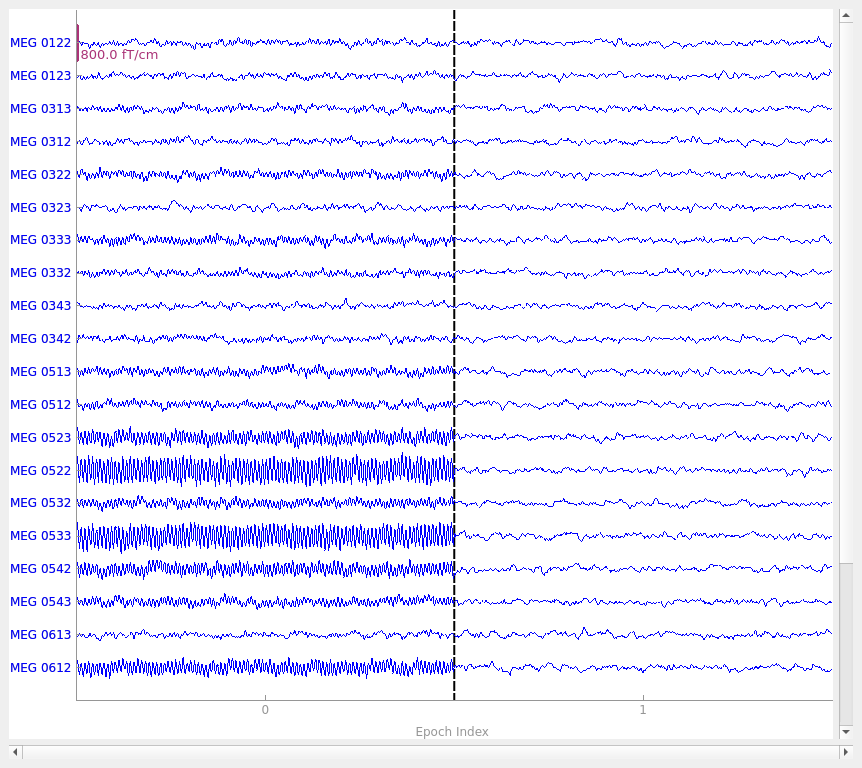 MEG 0122
800.0 fT/cm
MEG 0123
MEG 0313
MEG 0312
MEG 0322
MEG 0323
MEG 0333
MEG 0332
MEG 0343
MEG 0342
MEG 0513
MEG 0512
MEG 0523
MEG 0522
MEG 0532
MEG 0533
MEG 0542
MEG 0543
MEG 0613
MEG 0612
0 1
Epoch Index